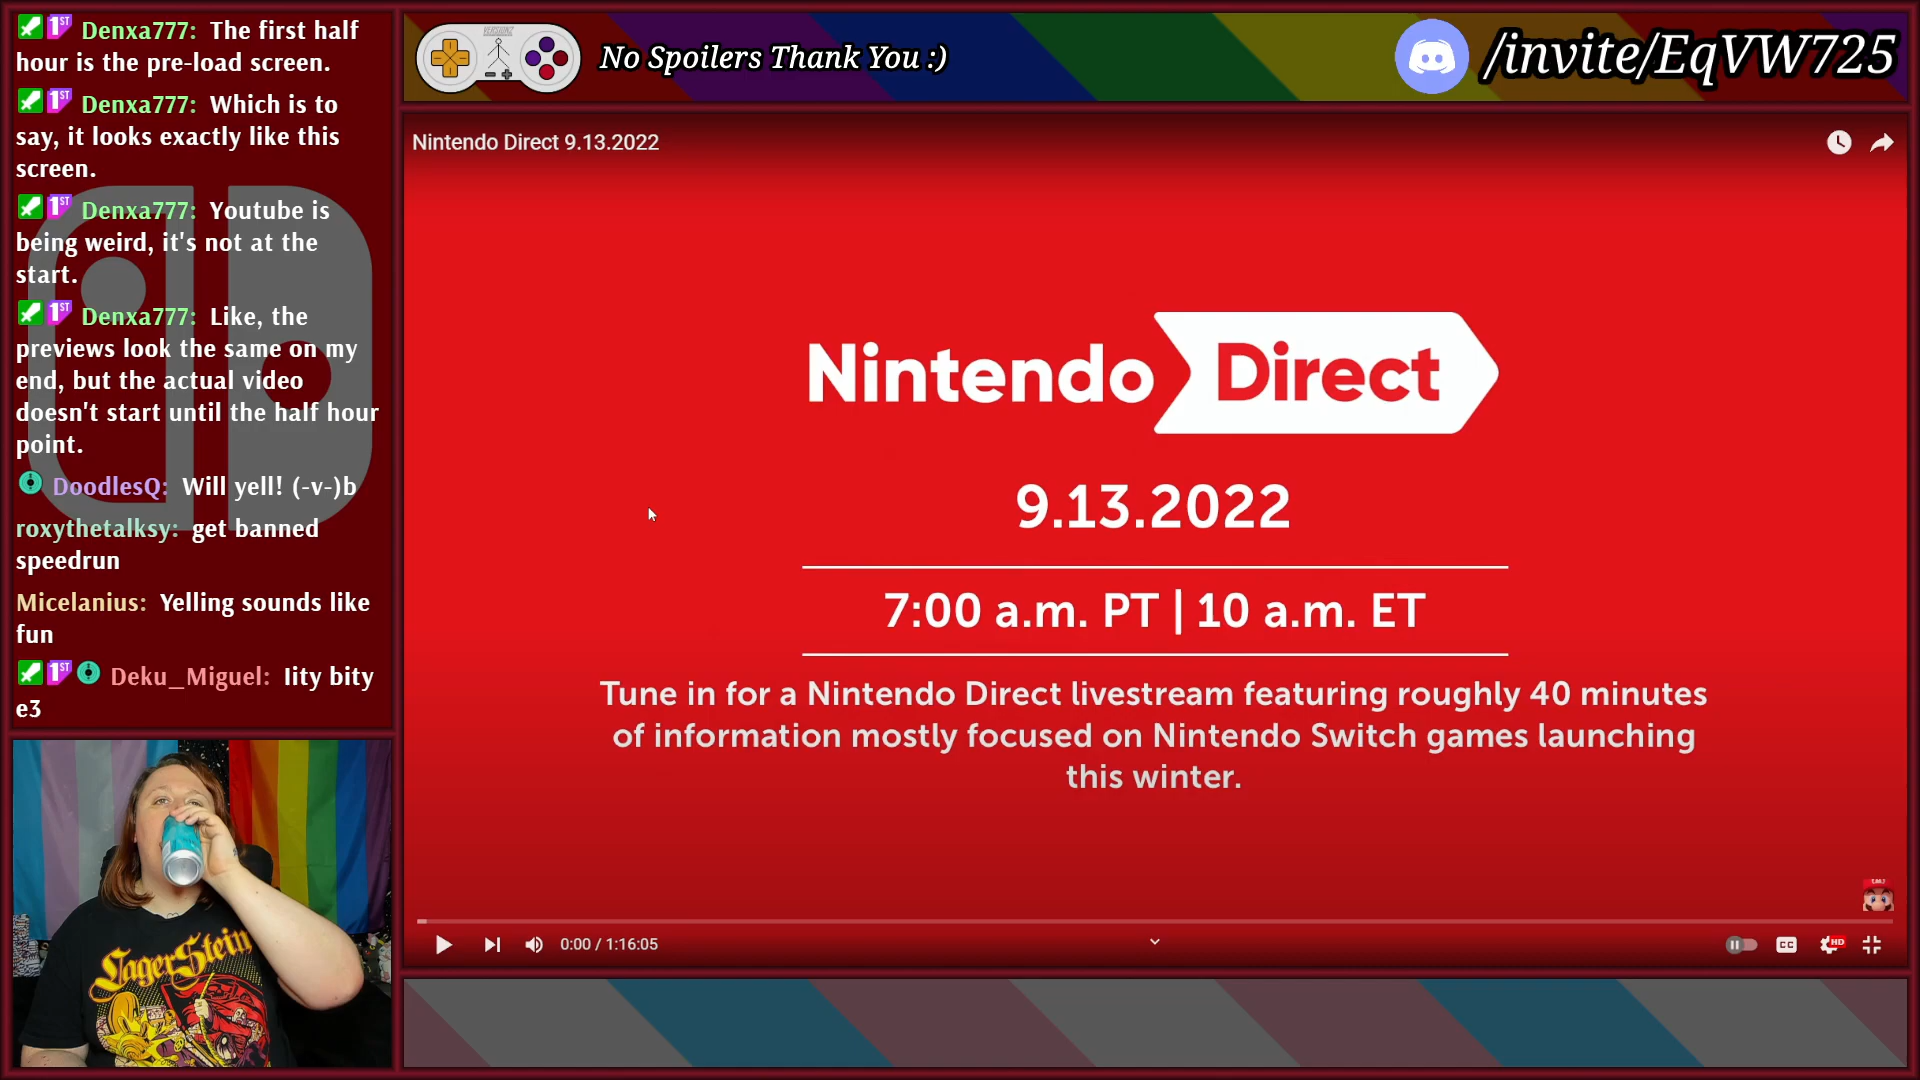 Denxa777: The first half
hour is the pre-load screen.
Denxa777: Which is to
say, it looks exactly like this
screen.
Denxa777: Youtube is
being weird, it's not at the
start.
Denxa777: Like, the
previews look the same on my
end, but the actual video
doesn't start until the half hour
point.
DoodlesQ: Will yell! (-v-)b
roxythetalksy: get banned
speedrun
Micelanius: Yelling sounds like
fun
Deku_Miguel: Iity bity
e3
No Spoilers Thank You :)
/invite/EqVW725
Nintendo Direct 9.13.2022
Nintendo Direct
9.13.2022
7:00 a.m. PT | 10 a.m. ET
Tune in for a Nintendo Direct livestream featuring roughly 40 minutes
of information mostly focused on Nintendo Switch games launching
this winter.
0:00 / 1:16:05
CC
HD
LagerStein